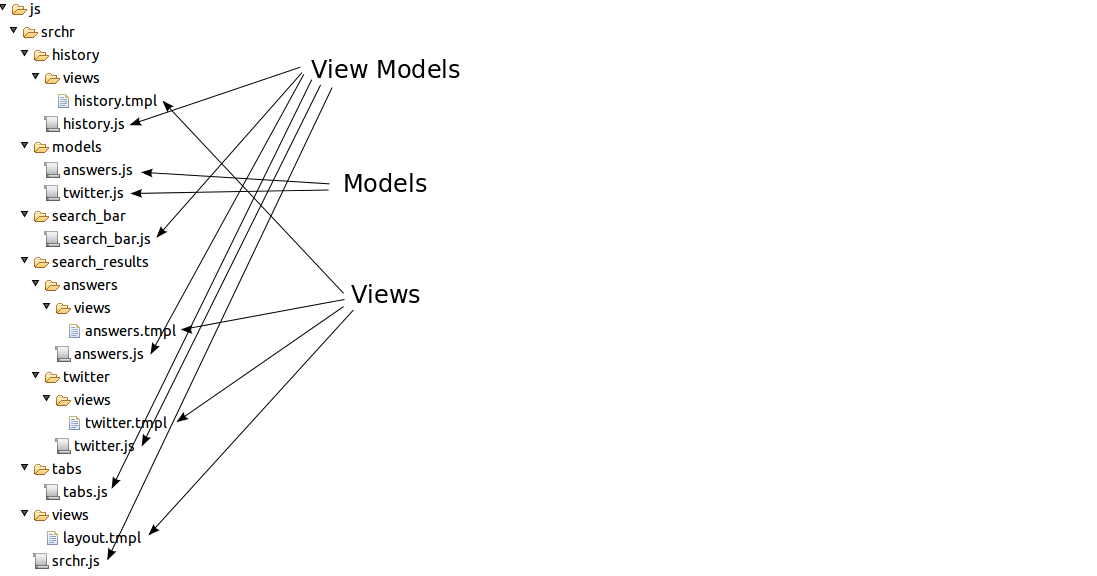 js
srchr
history
views
history.tmpl
history.js
models
answers.js
twitter.js
search_bar
search_bar.js
search_results
answers
views
answers.tmpl
answers.js
twitter
views
twitter.tmpl
twitter.js
tabs
tabs.js
views
layout.tmpl
srchr.js
View Models
Models
Views